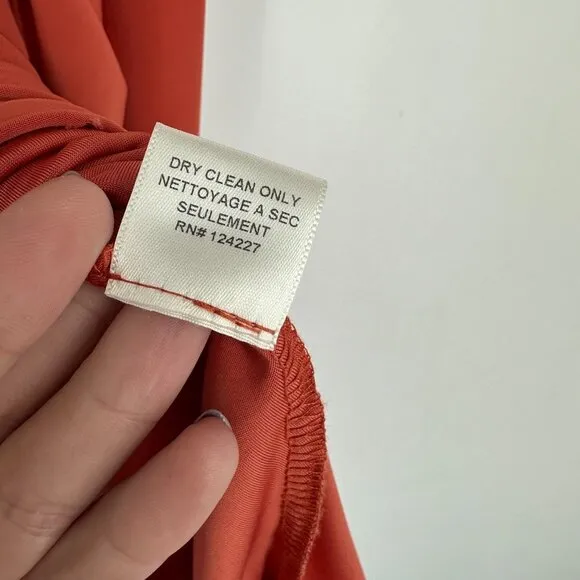 DRY CLEAN ONLY
NETTOYAGE A SEC
SEULEMENT
RN# 124227